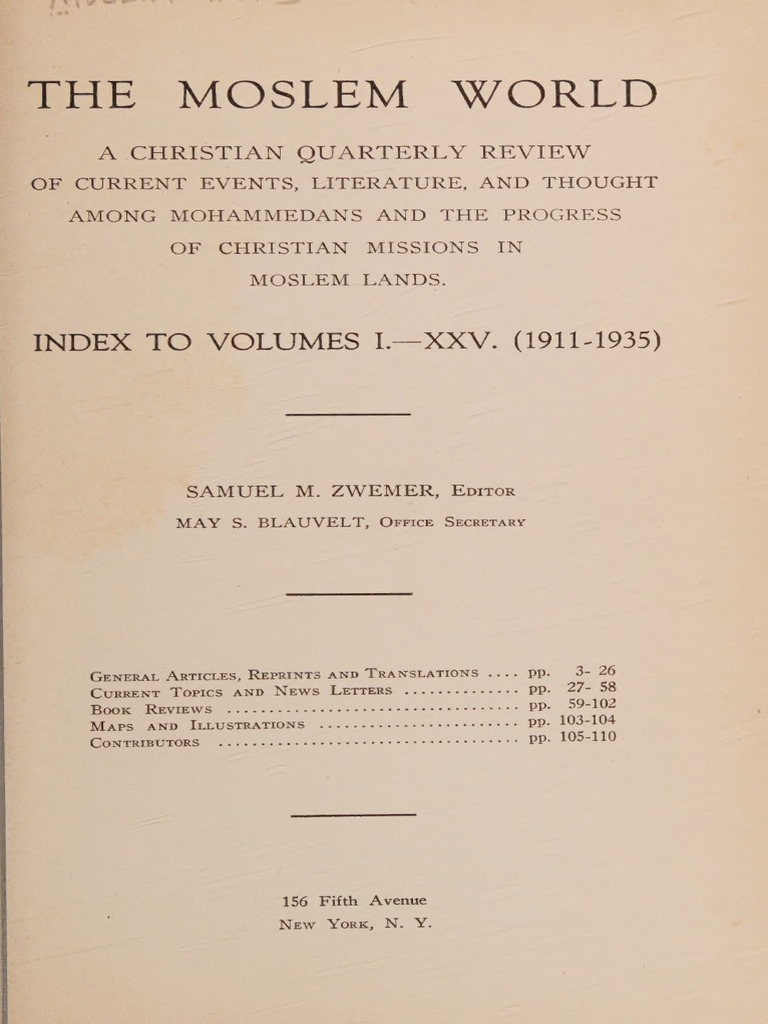 THE MOSLEM WORLD
A CHRISTIAN QUARTERLY REVIEW
OF CURRENT EVENTS, LITERATURE, AND THOUGHT
AMONG MOHAMMEDANS AND THE PROGRESS
OF CHRISTIAN MISSIONS IN
MOSLEM LANDS.
INDEX TO VOLUMES I.—XXV. (1911-1935)
SAMUEL M. ZWEMER, EDITOR
MAY S. BLAUVELT, OFFICE SECRETARY
GENERAL ARTICLES, REPRINTS AND TRANSLATIONS .... pp. 3- 26
CURRENT TOPICS AND NEWS LETTERS .............. pp. 27- 58
BOOK REVIEWS ................................... pp. 59-102
MAPS AND ILLUSTRATIONS ........................ pp. 103-104
CONTRIBUTORS .................................... pp. 105-110
156 Fifth Avenue
NEW YORK, N. Y.